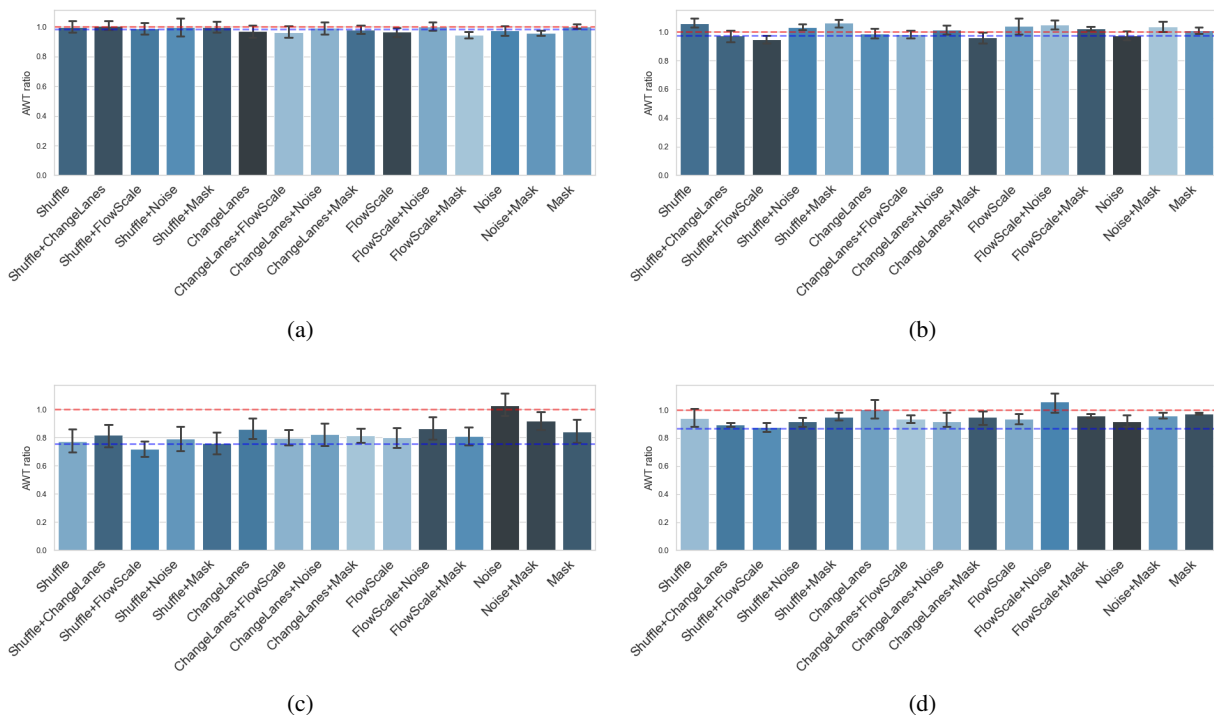 1.0
0.8
0.6
0.4
0.2
0.0
AWT ratio
Shuffle
Shuffle+ChangeLanes
Shuffle+FlowScale
Shuffle+Noise
Shuffle+Mask
ChangeLanes
ChangeLanes+FlowScale
ChangeLanes+Noise
ChangeLanes+Mask
FlowScale
FlowScale+Noise
FlowScale+Mask
Noise
Noise+Mask
Mask
(a)
1.0
0.8
0.6
0.4
0.2
0.0
AWT ratio
Shuffle
Shuffle+ChangeLanes
Shuffle+FlowScale
Shuffle+Noise
Shuffle+Mask
ChangeLanes
ChangeLanes+FlowScale
ChangeLanes+Noise
ChangeLanes+Mask
FlowScale
FlowScale+Noise
FlowScale+Mask
Noise
Noise+Mask
Mask
(b)
1.0
0.8
0.6
0.4
0.2
0.0
AWT ratio
Shuffle
Shuffle+ChangeLanes
Shuffle+FlowScale
Shuffle+Noise
Shuffle+Mask
ChangeLanes
ChangeLanes+FlowScale
ChangeLanes+Noise
ChangeLanes+Mask
FlowScale
FlowScale+Noise
FlowScale+Mask
Noise
Noise+Mask
Mask
(c)
1.0
0.8
0.6
0.4
0.2
0.0
AWT ratio
Shuffle
Shuffle+ChangeLanes
Shuffle+FlowScale
Shuffle+Noise
Shuffle+Mask
ChangeLanes
ChangeLanes+FlowScale
ChangeLanes+Noise
ChangeLanes+Mask
FlowScale
FlowScale+Noise
FlowScale+Mask
Noise
Noise+Mask
Mask
(d)